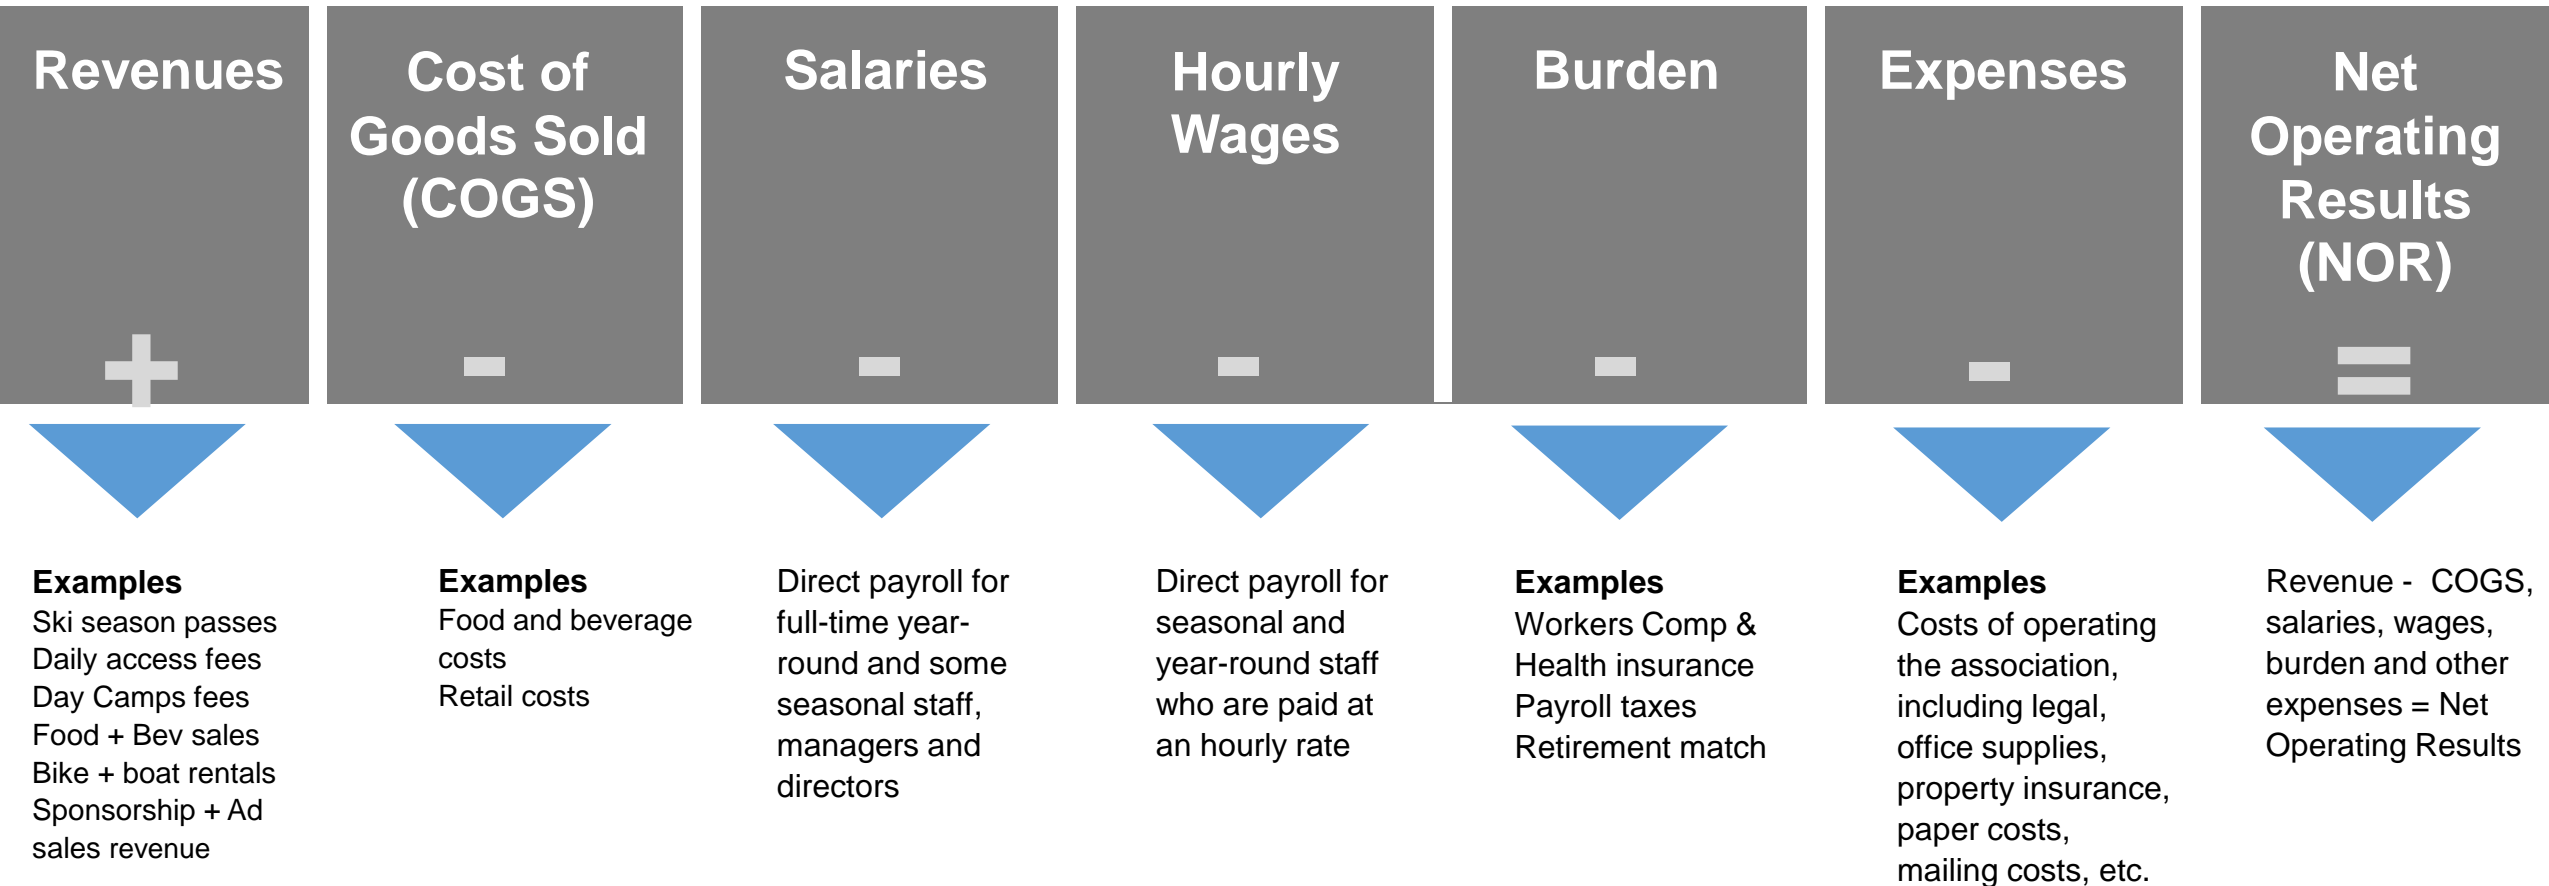 Revenues
+
Cost of
Goods Sold
(COGS)
-
Salaries
-
Hourly
Wages
-
Burden
-
Expenses
-
Net
Operating
Results
(NOR)
=
Examples
Ski season passes
Daily access fees
Day Camps fees
Food + Bev sales
Bike + boat rentals
Sponsorship + Ad
sales revenue
Examples
Food and beverage
costs
Retail costs
Direct payroll for
full-time year-
round and some
seasonal staff,
managers and
directors
Direct payroll for
seasonal and
year-round staff
who are paid at
an hourly rate
Examples
Workers Comp &
Health insurance
Payroll taxes
Retirement match
Examples
Costs of operating
the association,
including legal,
office supplies,
property insurance,
paper costs,
mailing costs, etc.
Revenue - COGS,
salaries, wages,
burden and other
expenses = Net
Operating Results